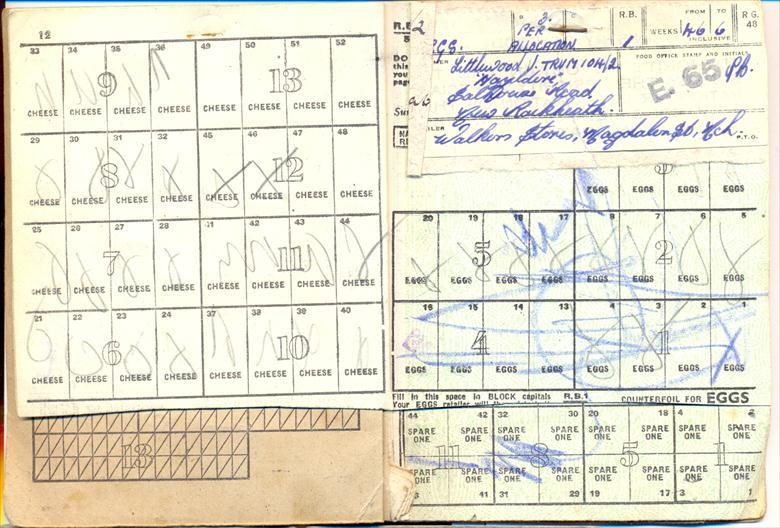 12
33 34 35 36 49 50 51 52
9 13
CHEESE CHEESE CHEESE CHEESE CHEESE CHEESE CHEESE CHEESE
29 30 31 32 45 46 47 48
8 12
CHEESE CHEESE CHEESE CHEESE CHEESE CHEESE CHEESE CHEESE
25 26 27 28 41 42 43 44
7 11
CHEESE CHEESE CHEESE CHEESE CHEESE CHEESE CHEESE CHEESE
21 22 23 24 37 38 39 40
6 10
CHEESE CHEESE CHEESE CHEESE CHEESE CHEESE CHEESE CHEESE
13
R.B. FROM TO R.G.
PER 1 WEEKS 46 6 48
ALLOCATION INCLUSIVE
FOOD OFFICE STAMP AND INITIALS
Littlewood J. TRUM 104/2
E. 65
Road,
New Rackheath.
Walkers Stores, Magdalen St, Nch.
P.T.O.
EGGS EGGS EGGS EGGS
20 19 18 17 8 7 6 5
5 2
EGGS EGGS EGGS EGGS EGGS EGGS EGGS EGGS
16 15 14 13 4 3 2 1
4 1
EGGS EGGS EGGS EGGS EGGS EGGS EGGS EGGS
Fill in this space in BLOCK capitals R.B.1 COUNTERFOIL FOR EGGS
Your EGGS retailer will
44 42 32 30 20 18 4 2
SPARE ONE SPARE ONE SPARE ONE SPARE ONE SPARE ONE SPARE ONE SPARE ONE SPARE ONE
11 8 5 1
SPARE ONE SPARE ONE SPARE ONE SPARE ONE SPARE ONE SPARE ONE SPARE ONE SPARE ONE
41 31 29 19 17 3 1